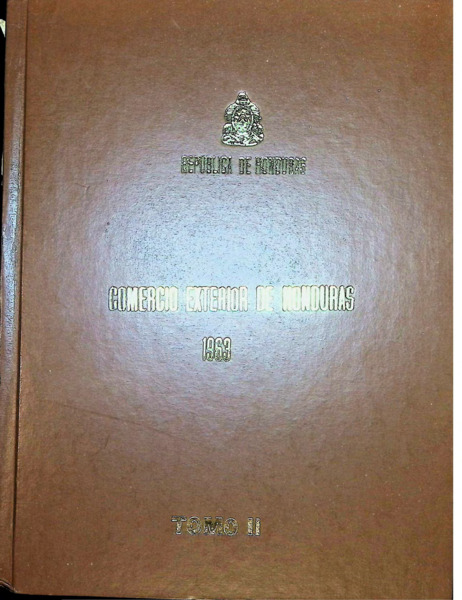 REPÚBLICA DE HONDURAS
COMERCIO EXTERIOR DE HONDURAS
1963
TOMO II